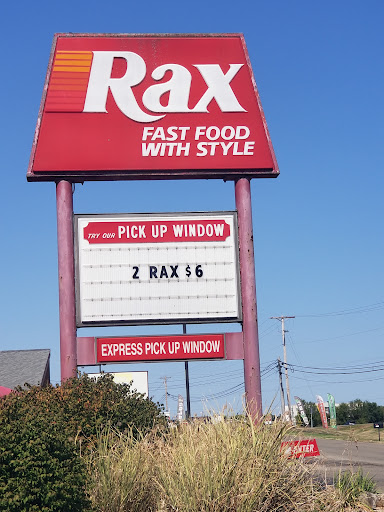 Rax
FAST FOOD
WITH STYLE
TRY OUR PICK UP WINDOW
2 RAX $6
EXPRESS PICK UP WINDOW